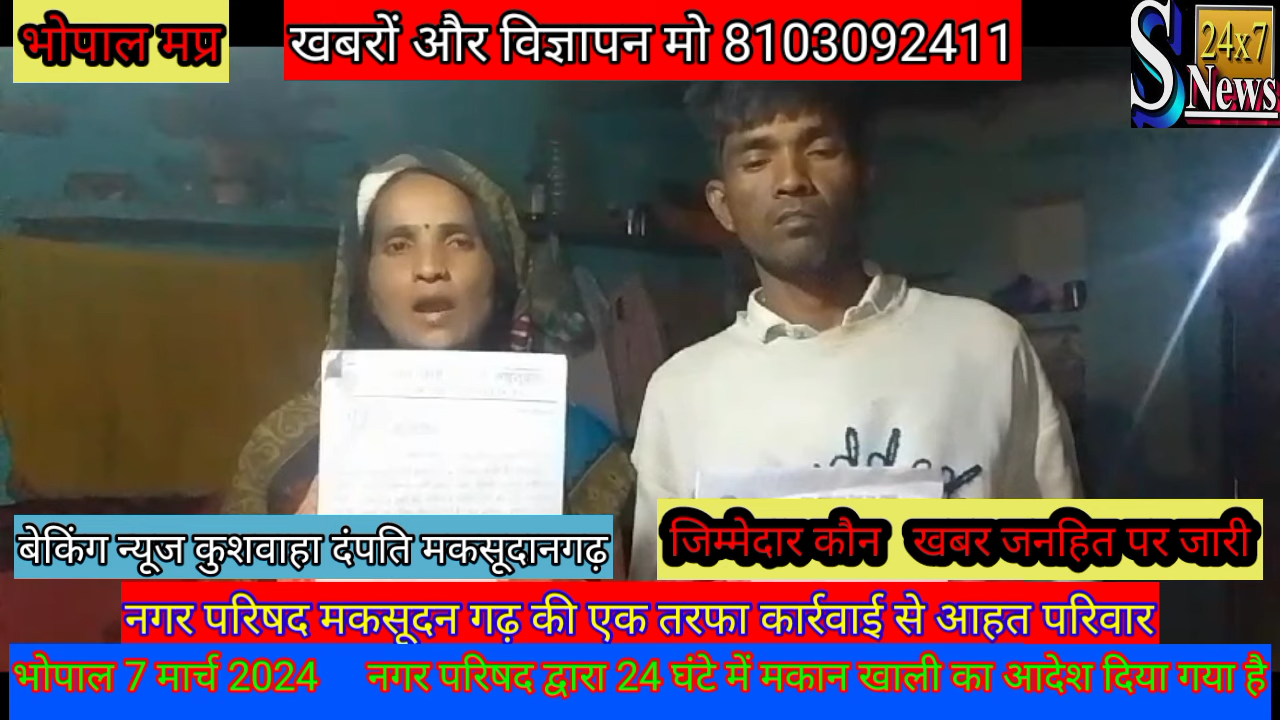 भोपाल मप्र
खबरों और विज्ञापन मो 8103092411
S 24x7
News
बेकिंग न्यूज कुशवाहा दंपति मकसूदानगढ़
जिम्मेदार कौन खबर जनहित पर जारी
नगर परिषद मकसूदन गढ़ की एक तरफा कार्रवाई से आहत परिवार
भोपाल 7 मार्च 2024 नगर परिषद द्वारा 24 घंटे में मकान खाली का आदेश दिया गया है